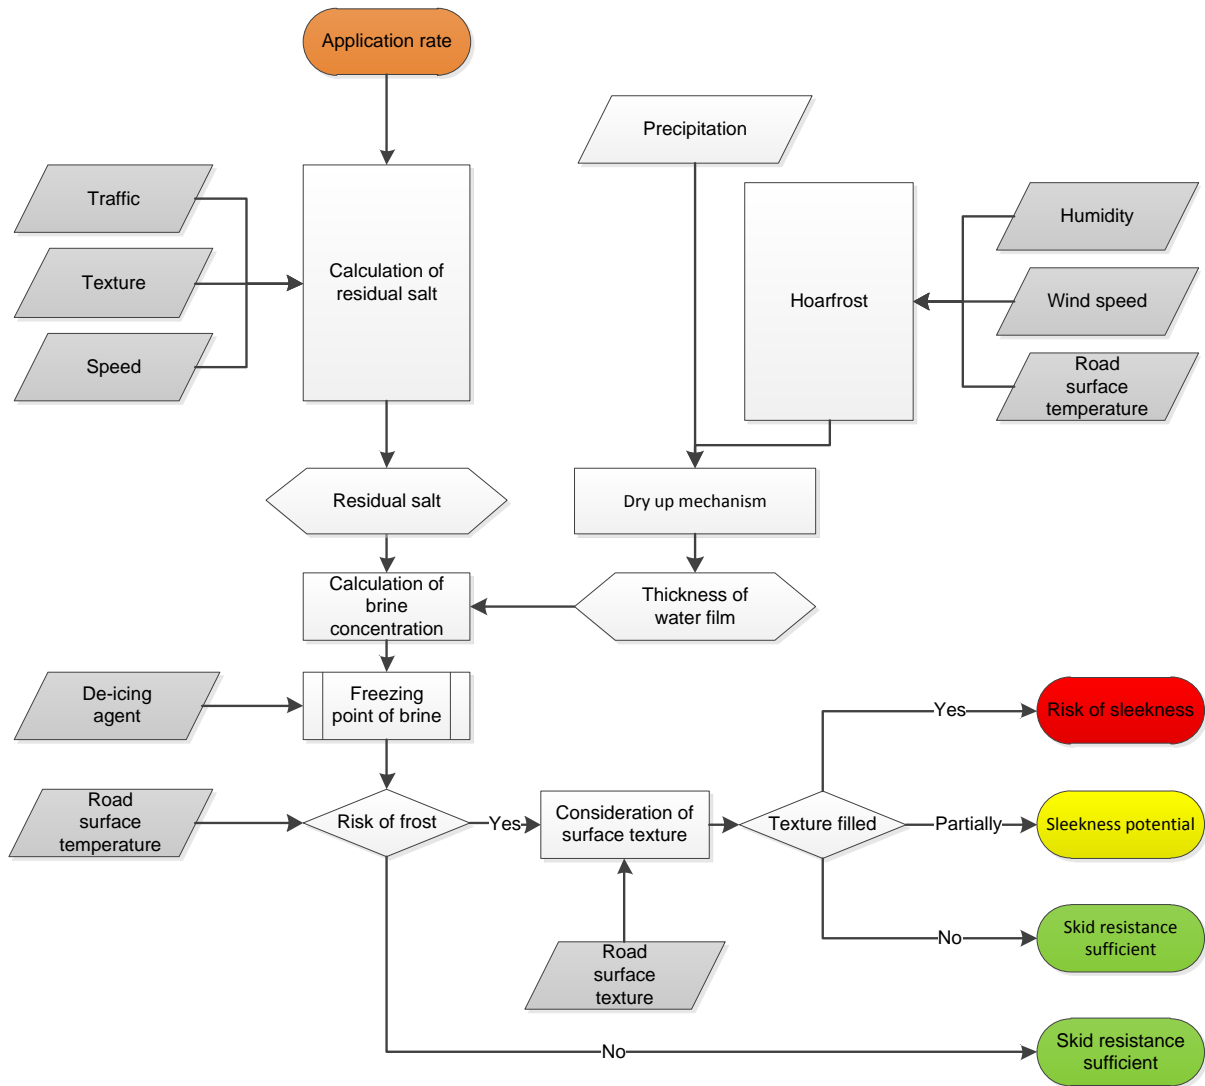 Application rate
Precipitation
Traffic
Texture
Speed
Calculation of
residual salt
Hoarfrost
Humidity
Wind speed
Road
surface
temperature
Residual salt
Dry up mechanism
Calculation of
brine
concentration
Thickness of
water film
De-icing
agent
Freezing
point of brine
Yes
Risk of sleekness
Road
surface
temperature
Risk of frost
Yes
Consideration of
surface texture
Texture filled
Partially
Sleekness potential
No
Skid resistance
sufficient
Road
surface
texture
No
Skid resistance
sufficient